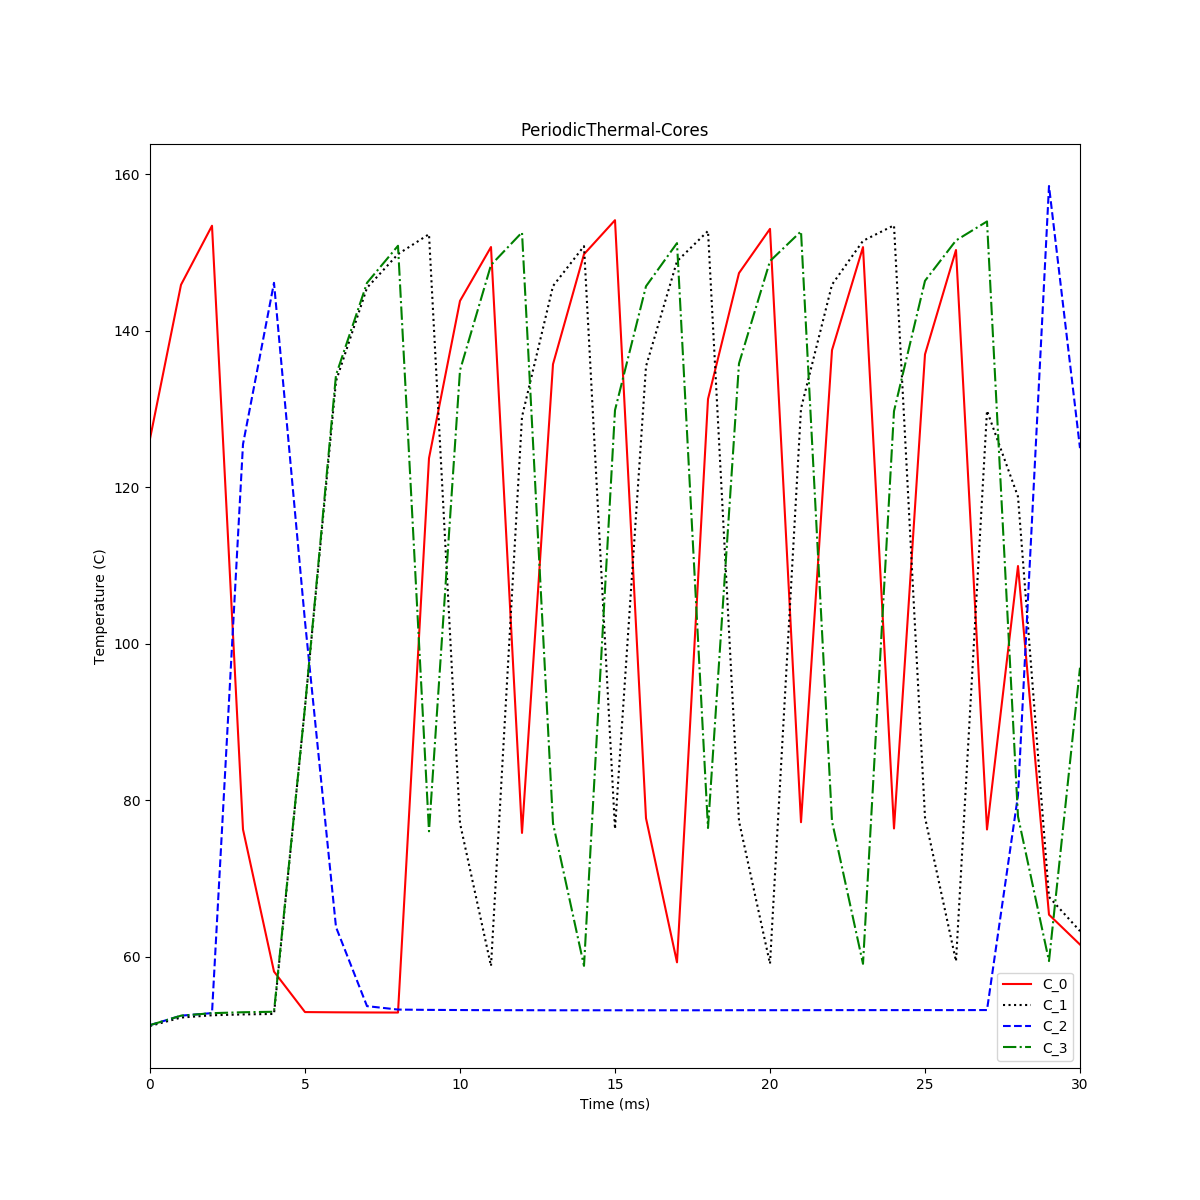 PeriodicThermal-Cores
160
140
120
100
80
60
Temperature (C)
0 5 10 15 20 25 30
Time (ms)
C_0
C_1
C_2
C_3